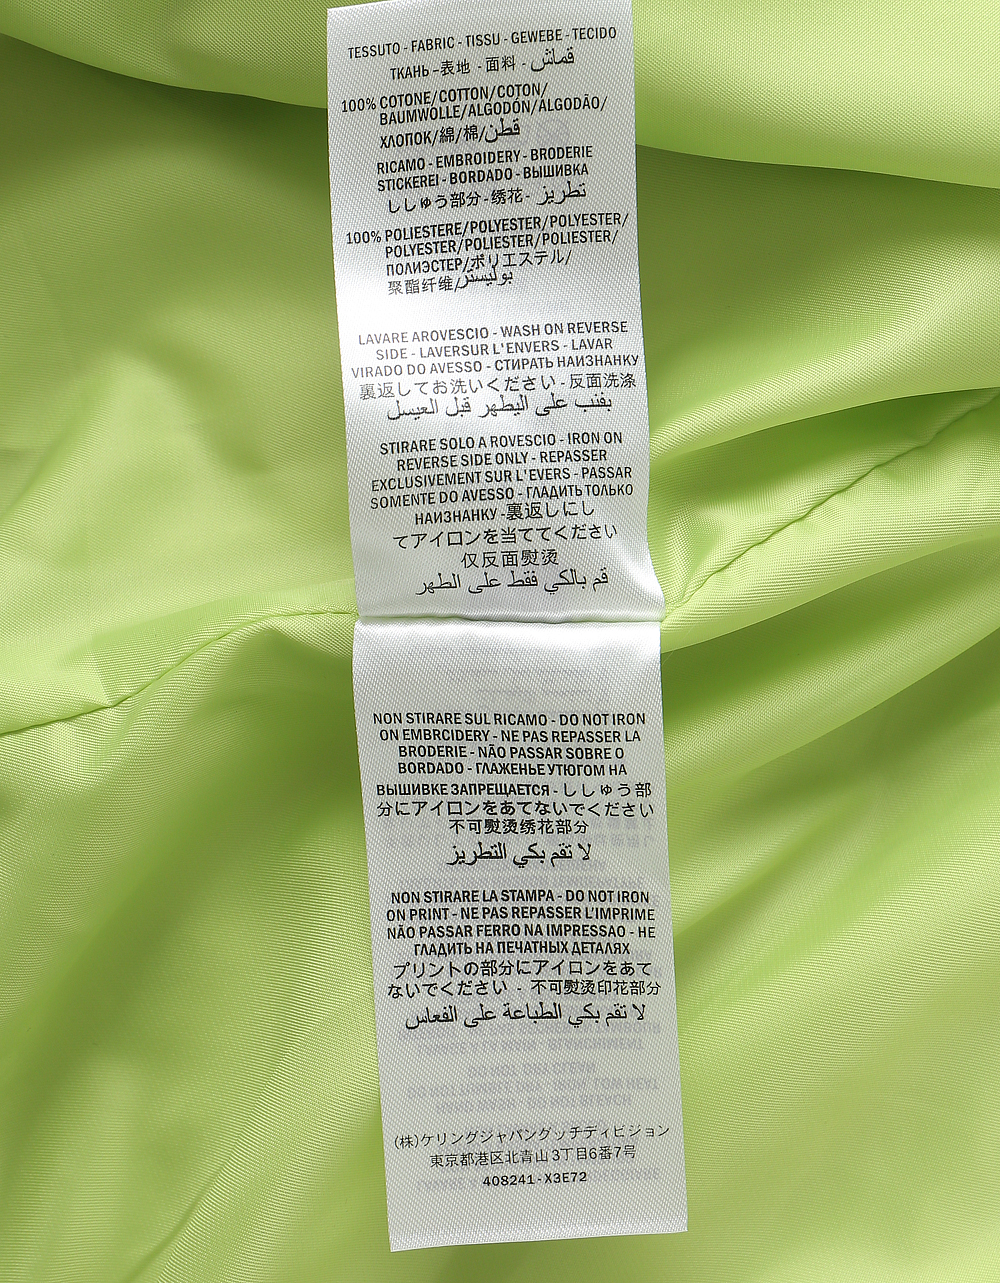 TESSUTO - FABRIC - TISSU - GEWEBE - TECIDO
ТКАНЬ - 表地 - 面料 - قماش
100% COTONE/COTTON/COTON/
BAUMWOLLE/ALGODÓN/ALGODÃO/
ХЛОПОК/綿/棉/قطن
RICAMO - EMBROIDERY - BRODERIE
STICKEREI - BORDADO - ВЫШИВКА
ししゅう部分 - 绣花 - تطريز
100% POLIESTERE/POLYESTER/POLYESTER/
POLYESTER/POLIESTER/POLIESTER/
ПОЛИЭСТЕР/ポリエステル/
聚酯纤维/بوليستر
LAVARE AROVESCIO - WASH ON REVERSE
SIDE - LAVERSUR L'ENVERS - LAVAR
VIRADO DO AVESSO - СТИРАТЬ НАИЗНАНКУ
裏返してお洗いください - 反面洗涤
على البطهر قبل العيسل
STIRARE SOLO A ROVESCIO - IRON ON
REVERSE SIDE ONLY - REPASSER
EXCLUSIVEMENT SUR L'EVERS - PASSAR
SOMENTE DO AVESSO - ГЛАДИТЬ ТОЛЬКО
НАИЗНАНКУ - 裏返しにし
てアイロンを当ててください
仅反面熨烫
قم بالكي فقط على الطهر
NON STIRARE SUL RICAMO - DO NOT IRON
ON EMBRCIDERY - NE PAS REPASSER LA
BRODERIE - NÃO PASSAR SOBRE O
BORDADO - ГЛАЖЕНЬЕ УТЮГОМ НА
ВЫШИВКЕ ЗАПРЕЩАЕТСЯ - ししゅう部
分にアイロンをあてないでください
不可熨烫绣花部分
لا تقم بكي التطريز
NON STIRARE LA STAMPA - DO NOT IRON
ON PRINT - NE PAS REPASSER L'IMPRIME
NÃO PASSAR FERRO NA IMPRESSAO - НЕ
ГЛАДИТЬ НА ПЕЧАТНЫХ ДЕТАЛЯХ
プリントの部分にアイロンをあて
ないでください - 不可熨烫印花部分
لا تقم بكي الطباعة على الفعاس
(株)ケリングジャパングッチディビジョン
東京都港区北青山3丁目6番7号
408241-X3E72